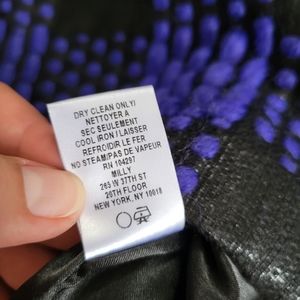 DRY CLEAN ONLY/
NETTOYER A
SEC SEULEMENT
COOL IRON / LAISSER
REFROIDIR LE FER
NO STEAM/PAS DE VAPEUR
RN 104297
MILLY
265 W 37TH ST
20TH FLOOR
NEW YORK, NY 10018